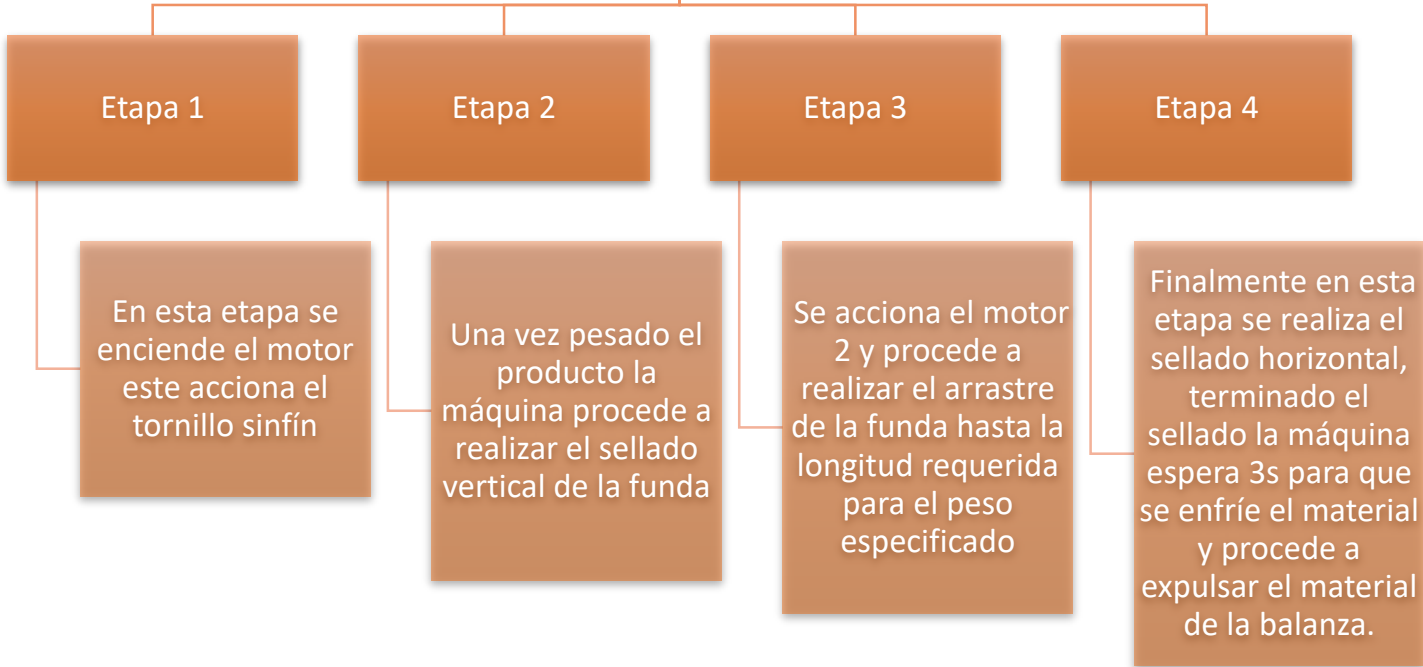 Etapa 1
En esta etapa se
enciende el motor
este acciona el
tornillo sinfín
Etapa 2
Una vez pesado el
producto la
máquina procede a
realizar el sellado
vertical de la funda
Etapa 3
Se acciona el motor
2 y procede a
realizar el arrastre
de la funda hasta la
longitud requerida
para el peso
especificado
Etapa 4
Finalmente en esta
etapa se realiza el
sellado horizontal,
terminado el
sellado la máquina
espera 3s para que
se enfríe el material
y procede a
expulsar el material
de la balanza.